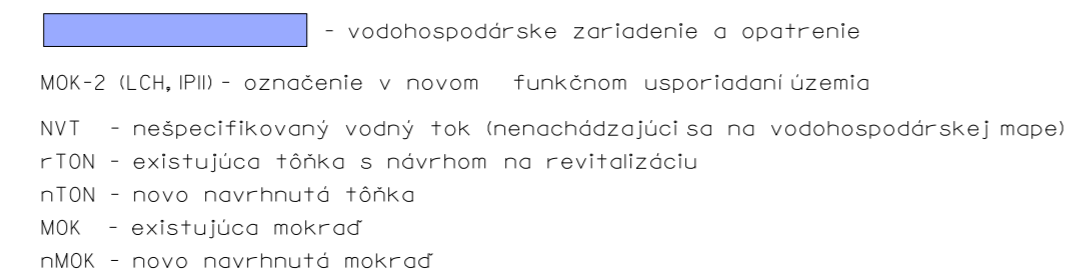 - vodohospodárske zariadenie a opatrenie
MOK-2 (LCH, IPII) - označenie v novom funkčnom usporiadaní územia
NVT - nešpecifikovaný vodný tok (nenachádzajúci sa na vodohospodárskej mape)
rTON - existujúca tôňka s návrhom na revitalizáciu
nTON - novo navrhnutá tôňka
MOK - existujúca mokraď
nMOK - novo navrhnutá mokraď